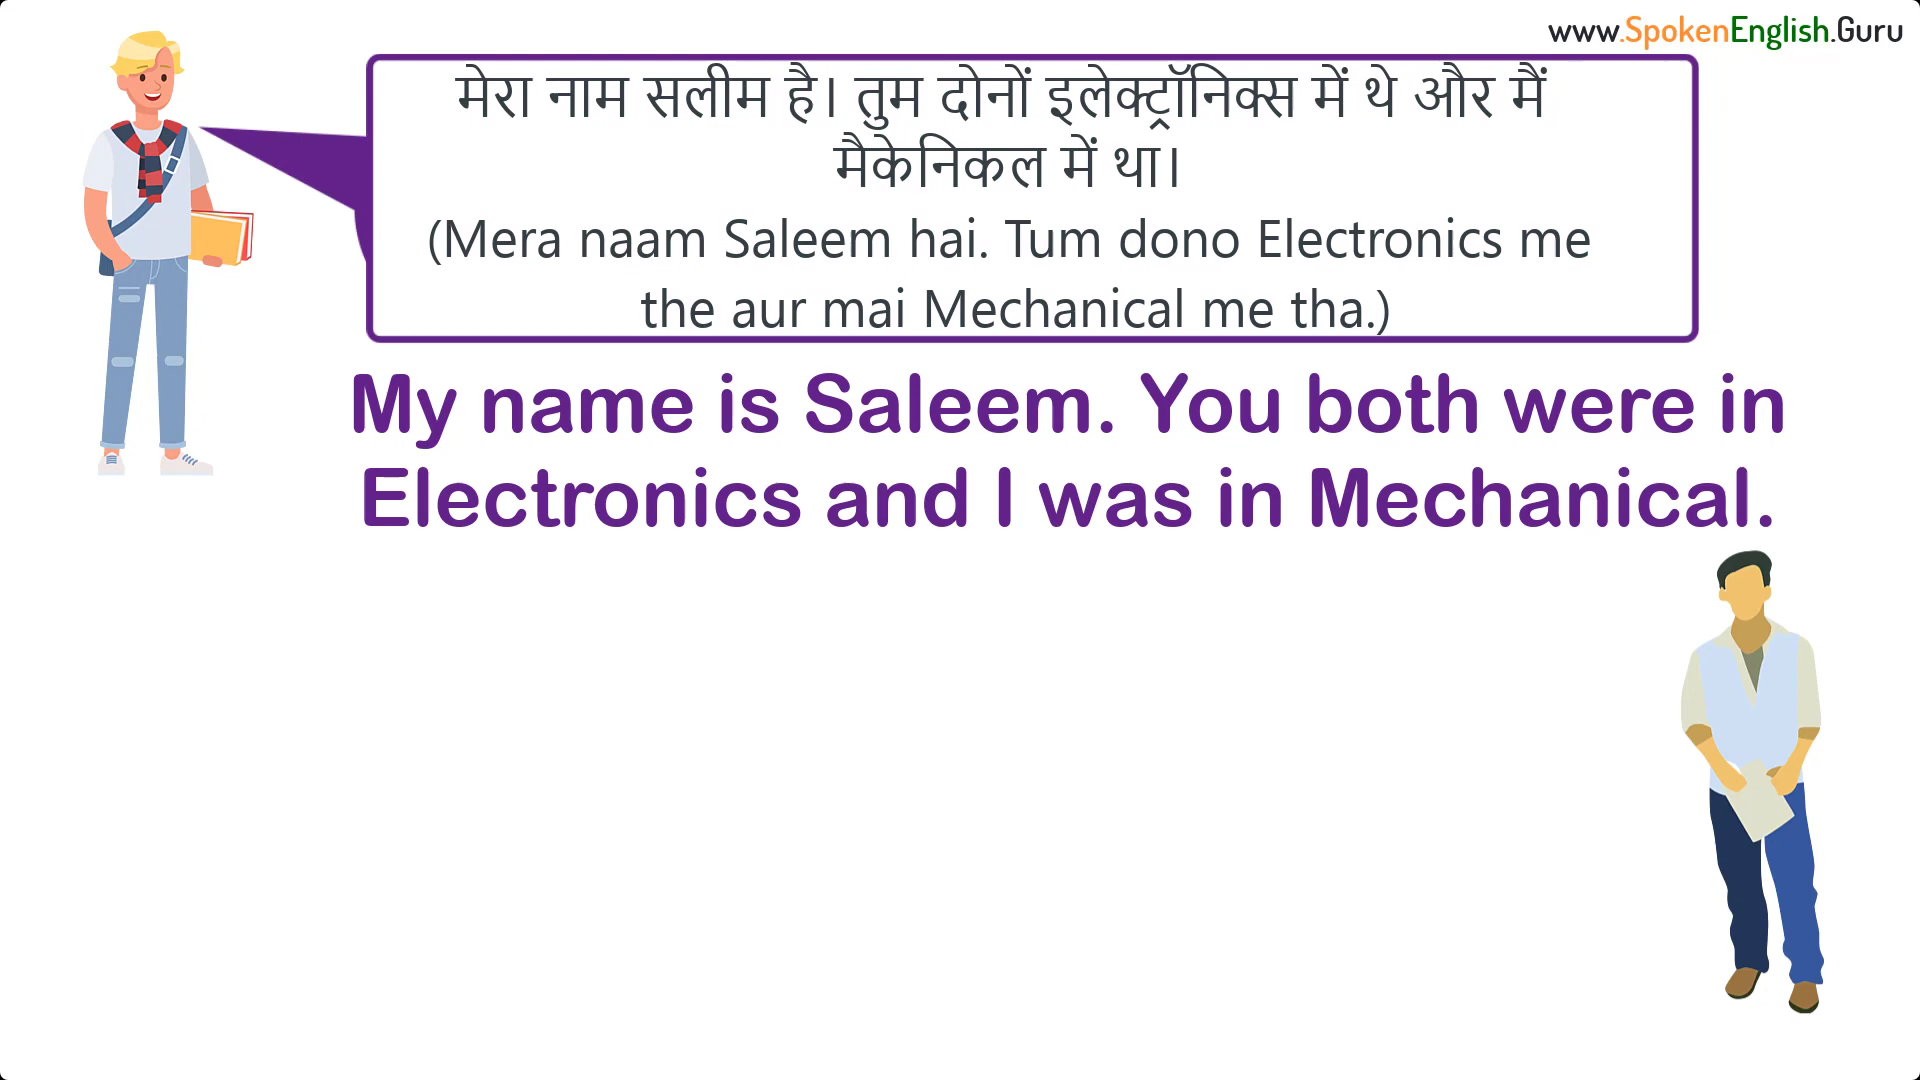 www.SpokenEnglish.Guru
मेरा नाम सलीम है। तुम दोनों इलेक्ट्रॉनिक्स में थे और मैं
मैकेनिकल में था।
(Mera naam Saleem hai. Tum dono Electronics me
the aur mai Mechanical me tha.)
My name is Saleem. You both were in
Electronics and I was in Mechanical.